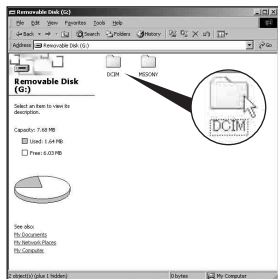 Removable Disk (G:)
File Edit View Favorites Tools Help
Back Search Folders History
Address Removable Disk (G:) Go
Removable Disk (G:)
Select an item to view its description.
Capacity: 7.68 MB
Used: 1.64 MB
Free: 6.03 MB
See also:
My Documents
My Network Places
My Computer
DCIM MSSONY
DCIM
2 object(s) (plus 1 hidden) 0 bytes My Computer